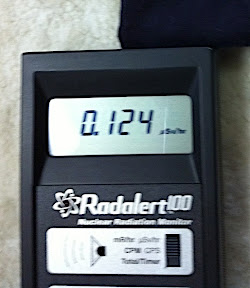 0.124 µSv/hr
Radalert100
Nuclear Radiation Monitor
mR/hr µSv/hr
CPM CPS
Total/Timer